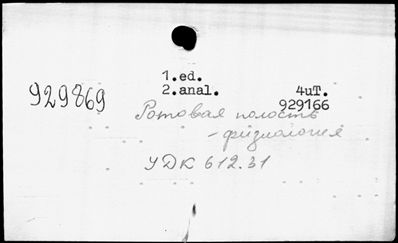 1.ed.
2.anal. 4uT.
929869 929166
Ротовая полость
- физиология
УДК 612.31